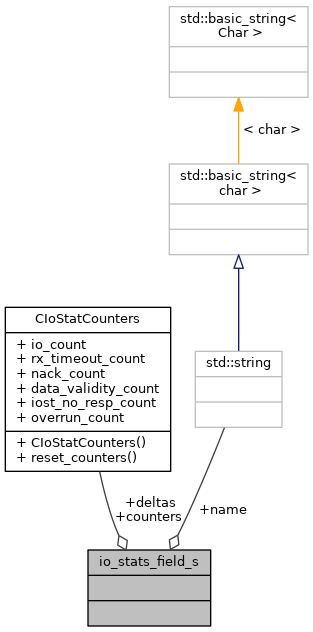 std::basic_string<
Char >
< char >
std::basic_string<
char >
CIoStatCounters
+ io_count
+ rx_timeout_count
+ nack_count
+ data_validity_count
+ iost_no_resp_count
+ overrun_count
+ CIoStatCounters()
+ reset_counters()
std::string
+deltas
+counters
+name
io_stats_field_s